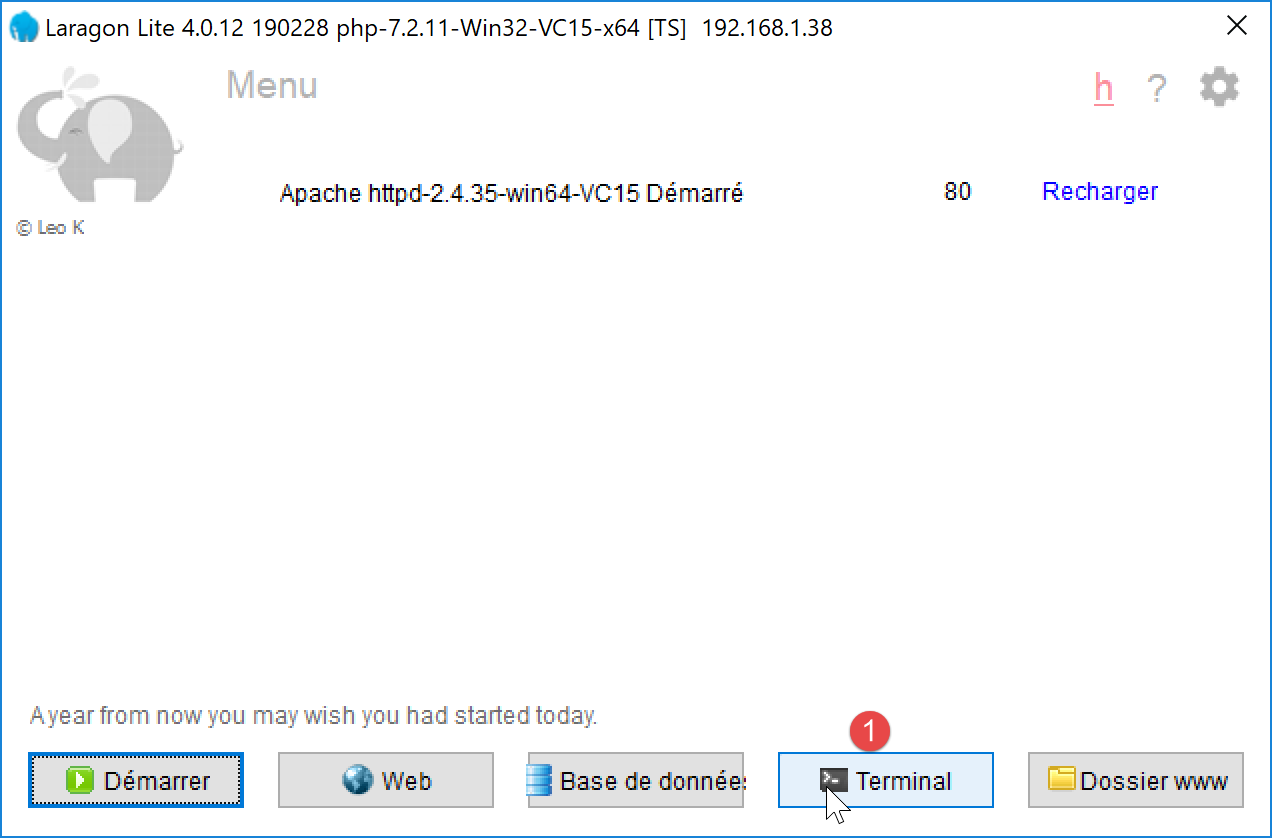 Laragon Lite 4.0.12 190228 php-7.2.11-Win32-VC15-x64 [TS] 192.168.1.38
Menu
h ?
Apache httpd-2.4.35-win64-VC15 Démarré 80 Recharger
© Leo K
A year from now you may wish you had started today.
1
Démarrer Web Base de donnée Terminal Dossier www